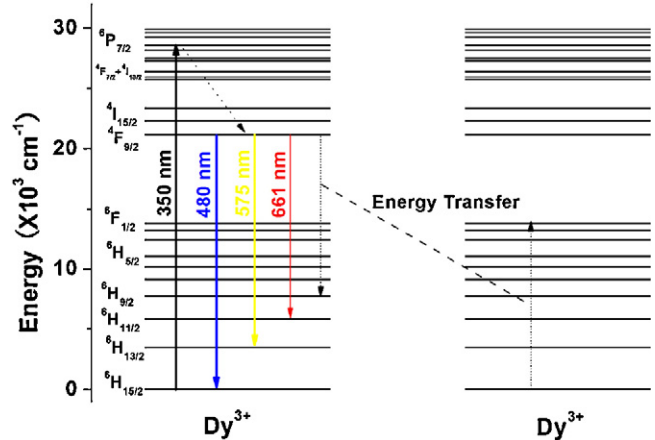 30
20
10
0
Energy (X10³ cm⁻¹)
⁶P₇/₂
⁴F₇/₂+⁴I₁₃/₂
⁴I₁₅/₂
⁴F₉/₂
⁶F₁/₂
⁶H₅/₂
⁶H₉/₂
⁶H₁₁/₂
⁶H₁₃/₂
⁶H₁₅/₂
350 nm
480 nm
575 nm
661 nm
Energy Transfer
Dy³⁺
Dy³⁺